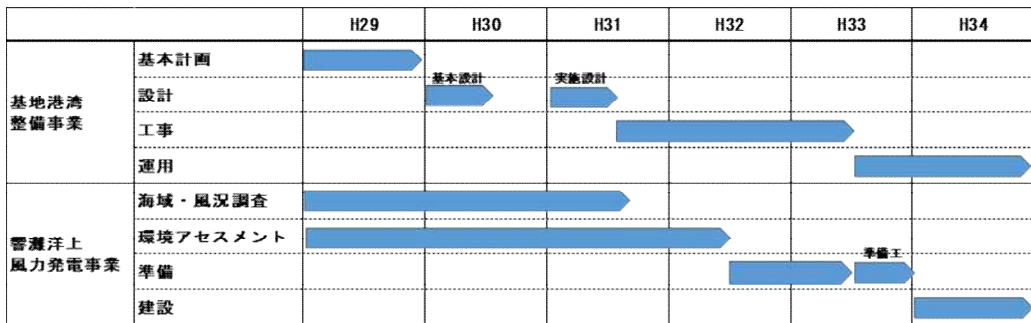 H29 H30 H31 H32 H33 H34
基地港湾
整備事業
基本計画
設計
基本設計
実施設計
工事
運用
響灘洋上
風力発電事業
海域・風況調査
環境アセスメント
準備
準備工
建設